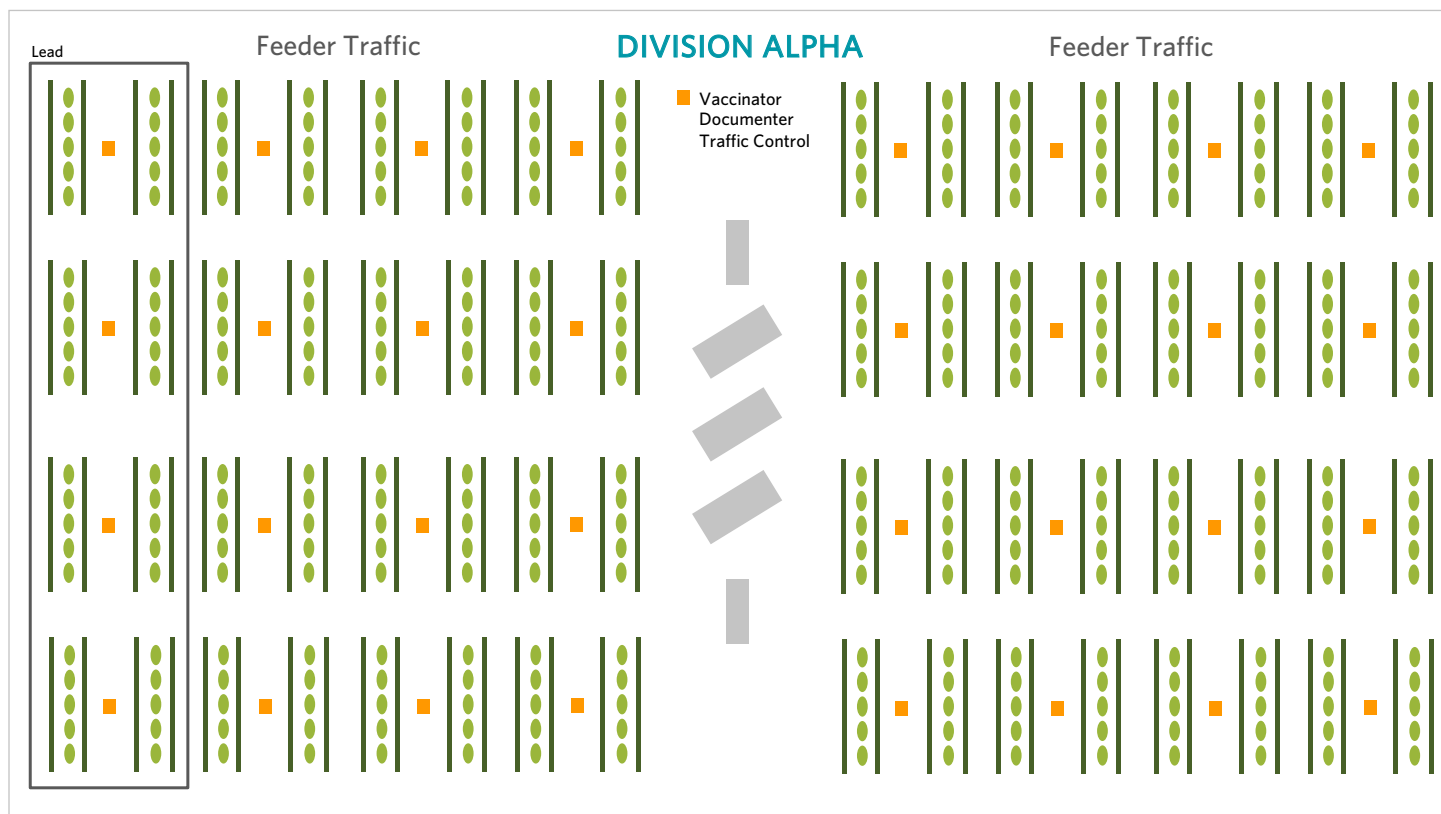 Lead
Feeder Traffic
DIVISION ALPHA
Feeder Traffic
Vaccinator
Documenter
Traffic Control